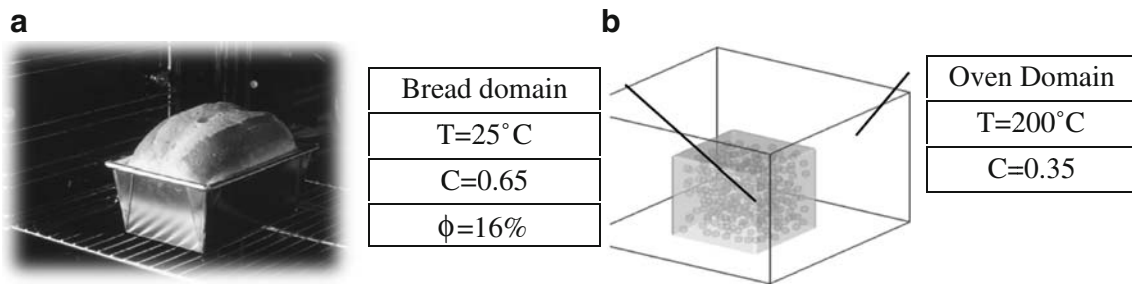 a
Bread domain
T=25˚C
C=0.65
ϕ=16%
b
Oven Domain
T=200˚C
C=0.35